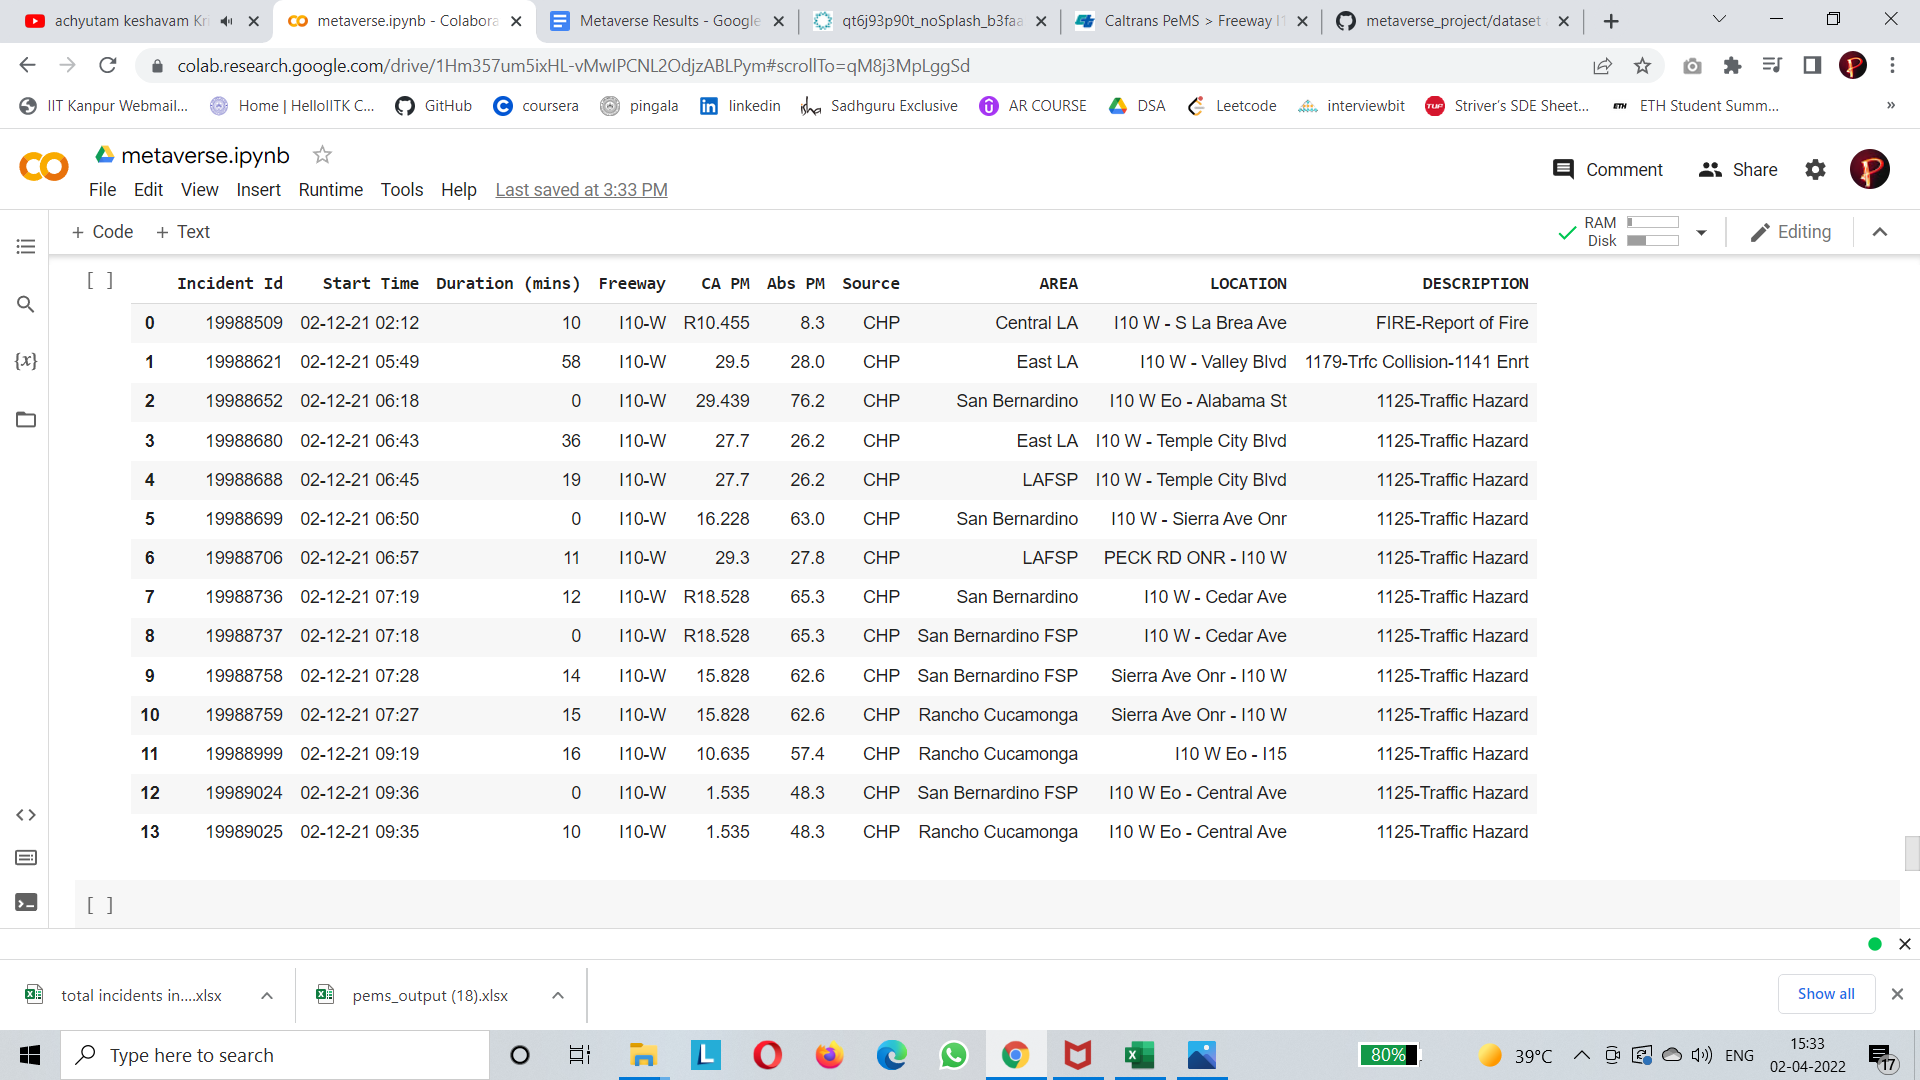 achyutam keshavam Kri
metaverse.ipynb - Colabora
Metaverse Results - Google
qt6j93p90t_noSplash_b3faa
Caltrans PeMS > Freeway I1
metaverse_project/dataset
colab.research.google.com/drive/1Hm357um5ixHL-vMwIPCNL2OdjzABLPym#scrollTo=qM8j3MpLggSd
IIT Kanpur Webmail... Home | HelloIITK C... GitHub coursera pingala linkedin Sadhguru Exclusive AR COURSE DSA Leetcode interviewbit Striver's SDE Sheet... ETH Student Summ... »
metaverse.ipynb
File Edit View Insert Runtime Tools Help Last saved at 3:33 PM
Comment Share
+ Code + Text
RAM
Disk
Editing
[ ] Incident Id Start Time Duration (mins) Freeway CA PM Abs PM Source AREA LOCATION DESCRIPTION
0 19988509 02-12-21 02:12 10 I10-W R10.455 8.3 CHP Central LA I10 W - S La Brea Ave FIRE-Report of Fire
1 19988621 02-12-21 05:49 58 I10-W 29.5 28.0 CHP East LA I10 W - Valley Blvd 1179-Trfc Collision-1141 Enrt
2 19988652 02-12-21 06:18 0 I10-W 29.439 76.2 CHP San Bernardino I10 W Eo - Alabama St 1125-Traffic Hazard
3 19988680 02-12-21 06:43 36 I10-W 27.7 26.2 CHP East LA I10 W - Temple City Blvd 1125-Traffic Hazard
4 19988688 02-12-21 06:45 19 I10-W 27.7 26.2 CHP LAFSP I10 W - Temple City Blvd 1125-Traffic Hazard
5 19988699 02-12-21 06:50 0 I10-W 16.228 63.0 CHP San Bernardino I10 W - Sierra Ave Onr 1125-Traffic Hazard
6 19988706 02-12-21 06:57 11 I10-W 29.3 27.8 CHP LAFSP PECK RD ONR - I10 W 1125-Traffic Hazard
7 19988736 02-12-21 07:19 12 I10-W R18.528 65.3 CHP San Bernardino I10 W - Cedar Ave 1125-Traffic Hazard
8 19988737 02-12-21 07:18 0 I10-W R18.528 65.3 CHP San Bernardino FSP I10 W - Cedar Ave 1125-Traffic Hazard
9 19988758 02-12-21 07:28 14 I10-W 15.828 62.6 CHP San Bernardino FSP Sierra Ave Onr - I10 W 1125-Traffic Hazard
10 19988759 02-12-21 07:27 15 I10-W 15.828 62.6 CHP Rancho Cucamonga Sierra Ave Onr - I10 W 1125-Traffic Hazard
11 19988999 02-12-21 09:19 16 I10-W 10.635 57.4 CHP Rancho Cucamonga I10 W Eo - I15 1125-Traffic Hazard
12 19989024 02-12-21 09:36 0 I10-W 1.535 48.3 CHP San Bernardino FSP I10 W Eo - Central Ave 1125-Traffic Hazard
13 19989025 02-12-21 09:35 10 I10-W 1.535 48.3 CHP Rancho Cucamonga I10 W Eo - Central Ave 1125-Traffic Hazard
{x}
[ ]
total incidents in....xlsx
pems_output (18).xlsx
Show all
Type here to search
80%
39°C
ENG
15:33
02-04-2022
17